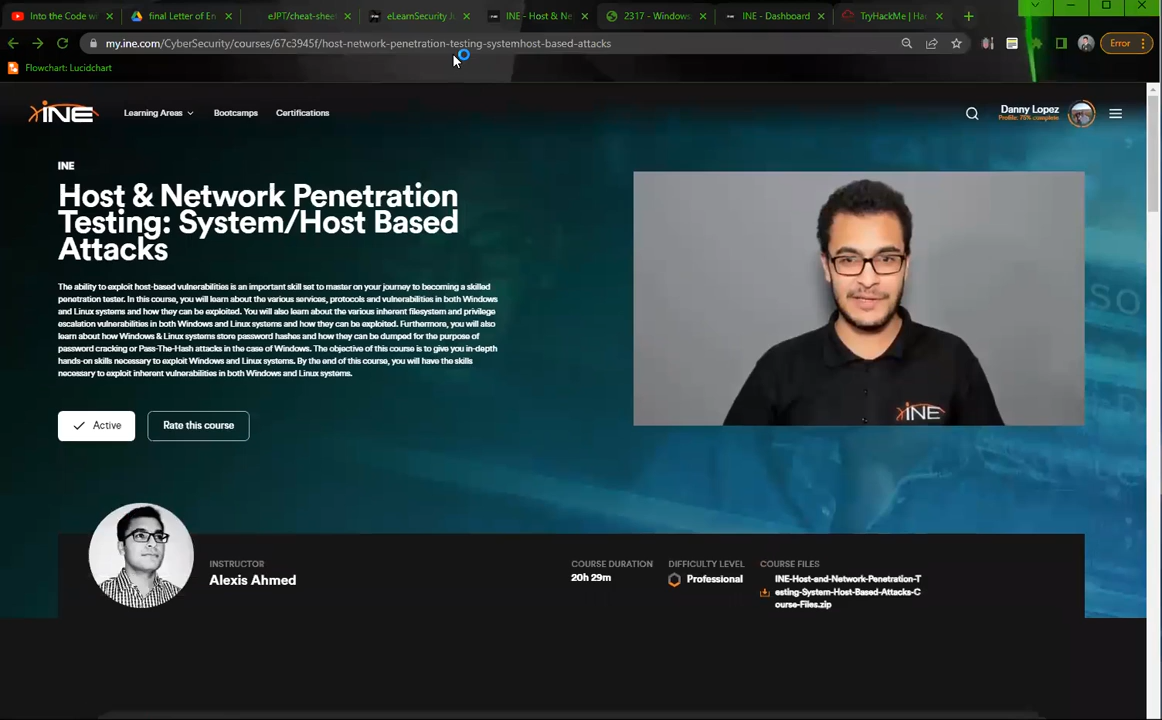 Into the Code w
final Letter of En
eJPT/cheat-shee
eLearnSecurity Ju
INE - Host & Ne
2317 - Windows
INE - Dashboard
TryHackMe | Hac
my.ine.com/CyberSecurity/courses/67c3945f/host-network-penetration-testing-systemhost-based-attacks
Error
Flowchart: Lucidchart
INE
Learning Areas
Bootcamps
Certifications
Danny Lopez
Profile: 75% complete
INE
Host & Network Penetration
Testing: System/Host Based
Attacks
The ability to exploit host-based vulnerabilities is an important skill set to master on your journey to becoming a skilled
penetration tester. In this course, you will learn about the various services, protocols and vulnerabilities in both Windows
and Linux systems and how they can be exploited. You will also learn about the various inherent filesystem and privilege
escalation vulnerabilities in both Windows and Linux systems and how they can be exploited. Furthermore, you will also
learn about how Windows & Linux systems store password hashes and how they can be dumped for the purpose of
password cracking or Pass-The-Hash attacks in the case of Windows. The objective of this course is to give you in-depth
hands-on skills necessary to exploit Windows and Linux systems. By the end of this course, you will have the skills
necessary to exploit inherent vulnerabilities in both Windows and Linux systems.
Active
Rate this course
INE
INSTRUCTOR
Alexis Ahmed
COURSE DURATION
20h 29m
DIFFICULTY LEVEL
Professional
COURSE FILES
INE-Host-and-Network-Penetration-T
esting-System-Host-Based-Attacks-C
ourse-Files.zip